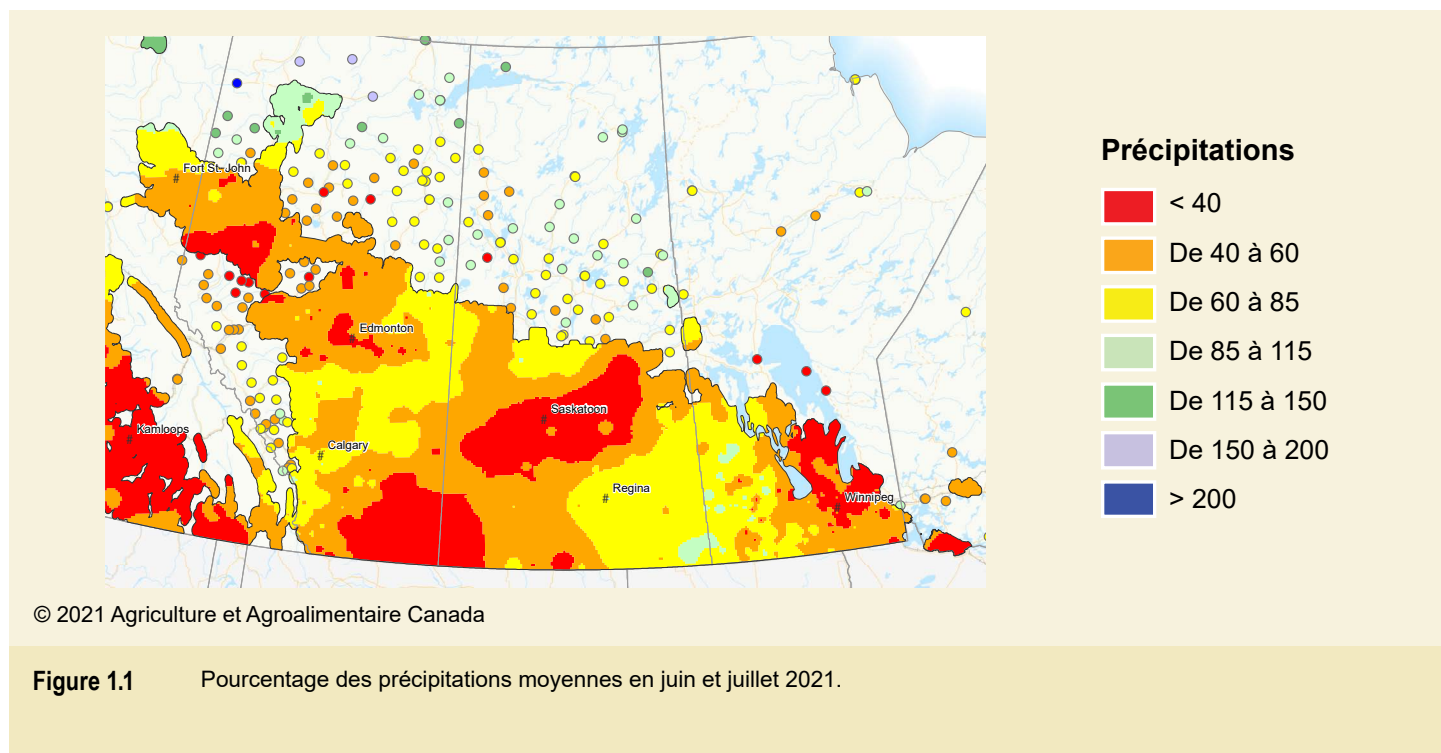 Fort St. John
#
Edmonton
#
Saskatoon
#
Kamloops
#
Calgary
#
Regina
#
Winnipeg
#
Précipitations
< 40
De 40 à 60
De 60 à 85
De 85 à 115
De 115 à 150
De 150 à 200
> 200
© 2021 Agriculture et Agroalimentaire Canada
Figure 1.1 Pourcentage des précipitations moyennes en juin et juillet 2021.